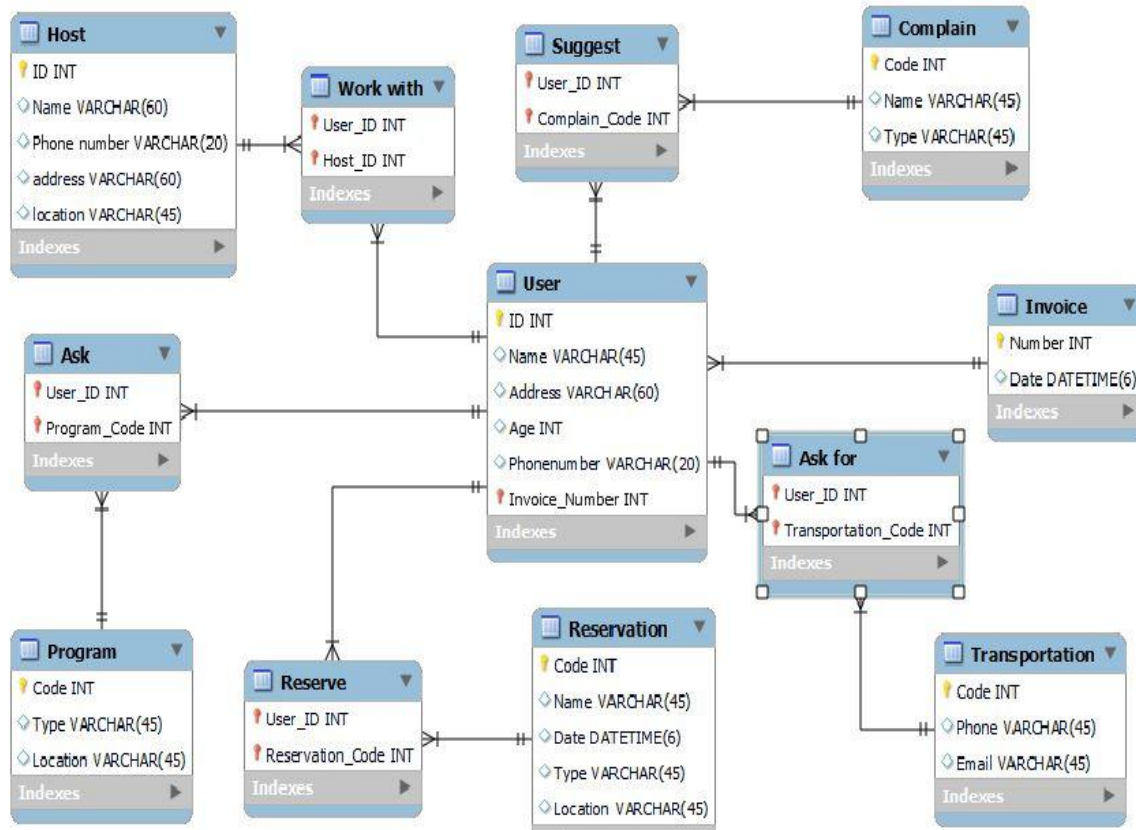 Host
ID INT
Name VARCHAR(60)
Phone number VARCHAR(20)
address VARCHAR(60)
location VARCHAR(45)
Indexes
Work with
User_ID INT
Host_ID INT
Indexes
Suggest
User_ID INT
Complain_Code INT
Indexes
Complain
Code INT
Name VARCHAR(45)
Type VARCHAR(45)
Indexes
User
ID INT
Name VARCHAR(45)
Address VARCHAR(60)
Age INT
Phonenumber VARCHAR(20)
Invoice_Number INT
Indexes
Invoice
Number INT
Date DATETIME(6)
Indexes
Ask
User_ID INT
Program_Code INT
Indexes
Ask for
User_ID INT
Transportation_Code INT
Indexes
Program
Code INT
Type VARCHAR(45)
Location VARCHAR(45)
Indexes
Reserve
User_ID INT
Reservation_Code INT
Indexes
Reservation
Code INT
Name VARCHAR(45)
Date DATETIME(6)
Type VARCHAR(45)
Location VARCHAR(45)
Transportation
Code INT
Phone VARCHAR(45)
Email VARCHAR(45)
Indexes